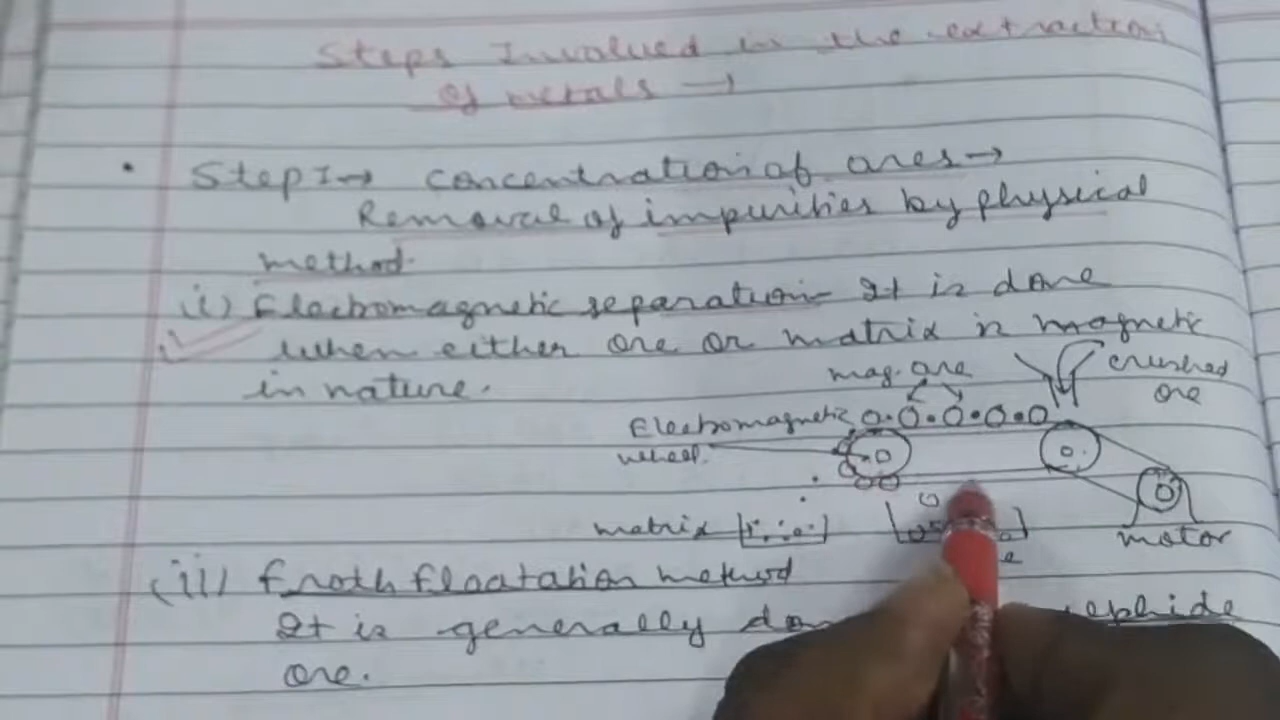 Steps Involved in the extraction
of metals →
• Step I → Concentration of ores →
Removal of impurities by physical
method.
(i) Electromagnetic separation - It is done
when either ore or matrix is magnetic
in nature.
mag. ore
crushed
ore
Electromagnetic
wheel.
matrix
motor
(ii) Froth floatation method
It is generally
ore.